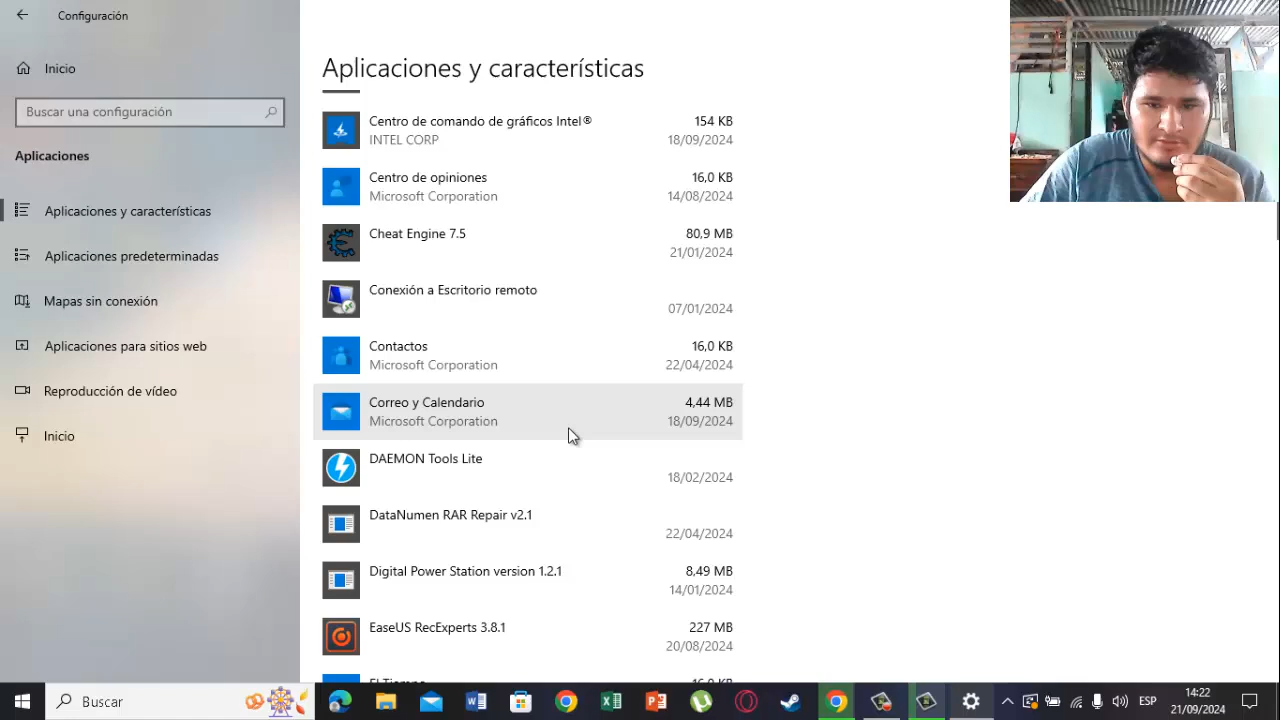 Configuración
Inicio
Buscar una configuración
Aplicaciones
Aplicaciones y características
Aplicaciones predeterminadas
Mapas sin conexión
Aplicaciones para sitios web
Reproducción de vídeo
Inicio
Aplicaciones y características
Centro de comando de gráficos Intel® 154 KB
INTEL CORP 18/09/2024
Centro de opiniones 16,0 KB
Microsoft Corporation 14/08/2024
Cheat Engine 7.5 80,9 MB
21/01/2024
Conexión a Escritorio remoto
07/01/2024
Contactos 16,0 KB
Microsoft Corporation 22/04/2024
Correo y Calendario 4,44 MB
Microsoft Corporation 18/09/2024
DAEMON Tools Lite
18/02/2024
DataNumen RAR Repair v2.1
22/04/2024
Digital Power Station version 1.2.1 8,49 MB
14/01/2024
EaseUS RecExperts 3.8.1 227 MB
20/08/2024
El Tiempo 16,0 KB
Buscar
ESP
14:22
21/09/2024